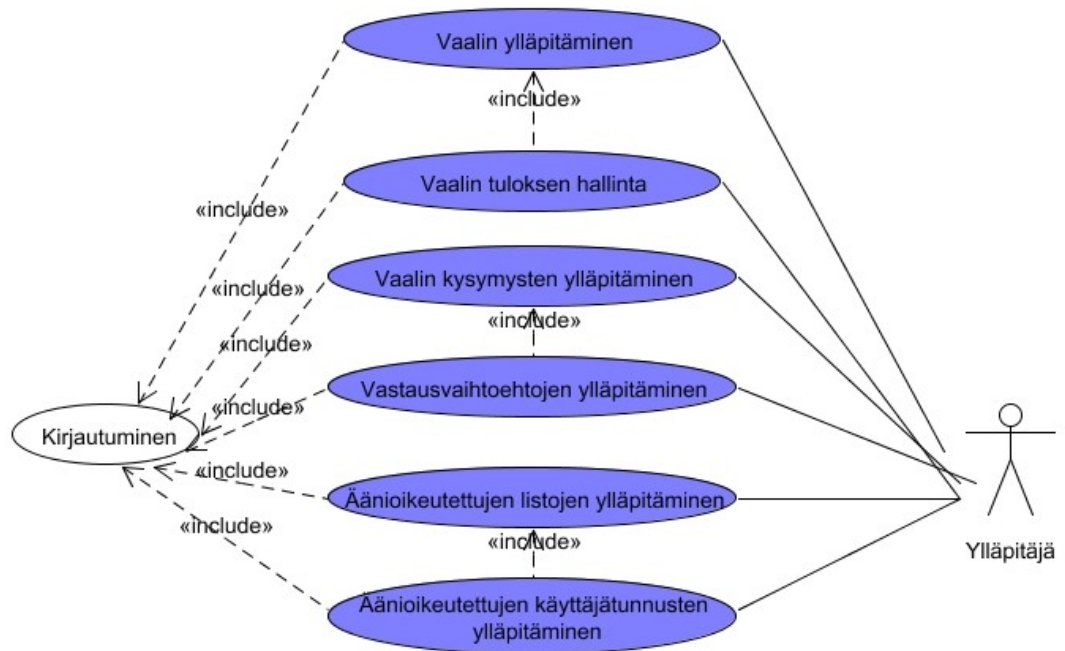 Vaalin ylläpitäminen
«include»
Vaalin tuloksen hallinta
«include»
Vaalin kysymysten ylläpitäminen
«include»
«include»
«include»
Vastausvaihtoehtojen ylläpitäminen
«include»
Kirjautuminen
«include»
Äänioikeutettujen listojen ylläpitäminen
«include»
«include»
Ylläpitäjä
Äänioikeutettujen käyttäjätunnusten
ylläpitäminen